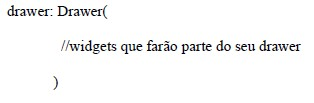 drawer: Drawer(
//widgets que farão parte do seu drawer
)